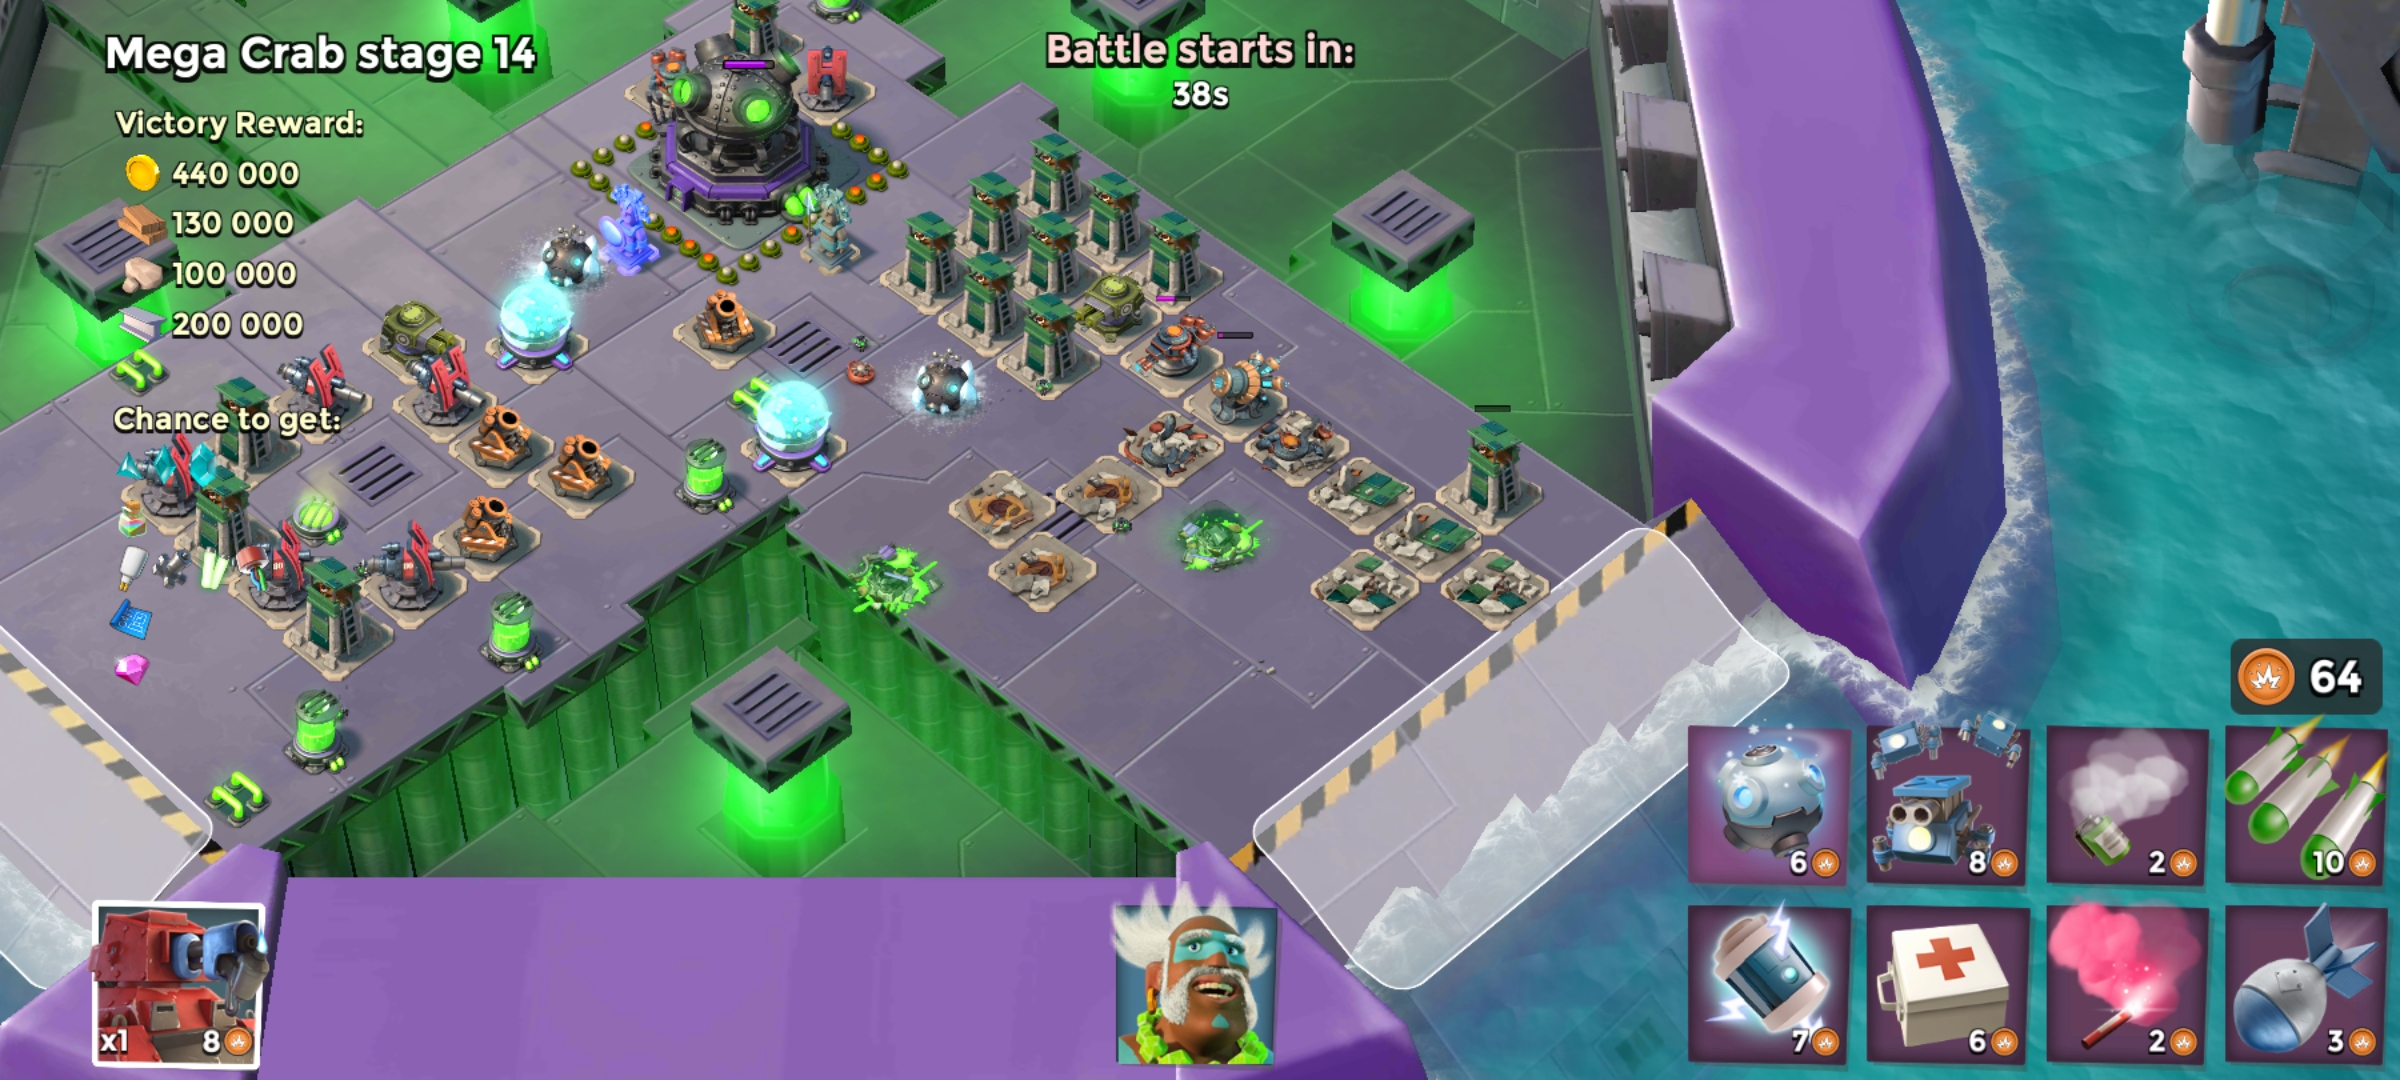 Mega Crab stage 14
Battle starts in:
38s
Victory Reward:
440 000
130 000
100 000
200 000
Chance to get:
64
6
8
2
10
7
6
2
3
x1
8